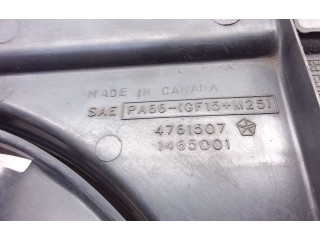 MADE IN CANADA
SAE PA66-(GF15+M25)
4761507
1465001